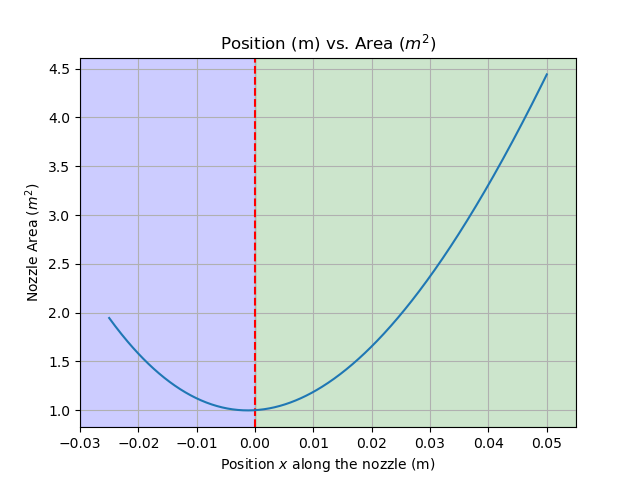 Position (m) vs. Area ($m^2$)
4.5
4.0
3.5
3.0
2.5
2.0
1.5
1.0
Nozzle Area ($m^2$)
−0.03 −0.02 −0.01 0.00 0.01 0.02 0.03 0.04 0.05
Position $x$ along the nozzle (m)